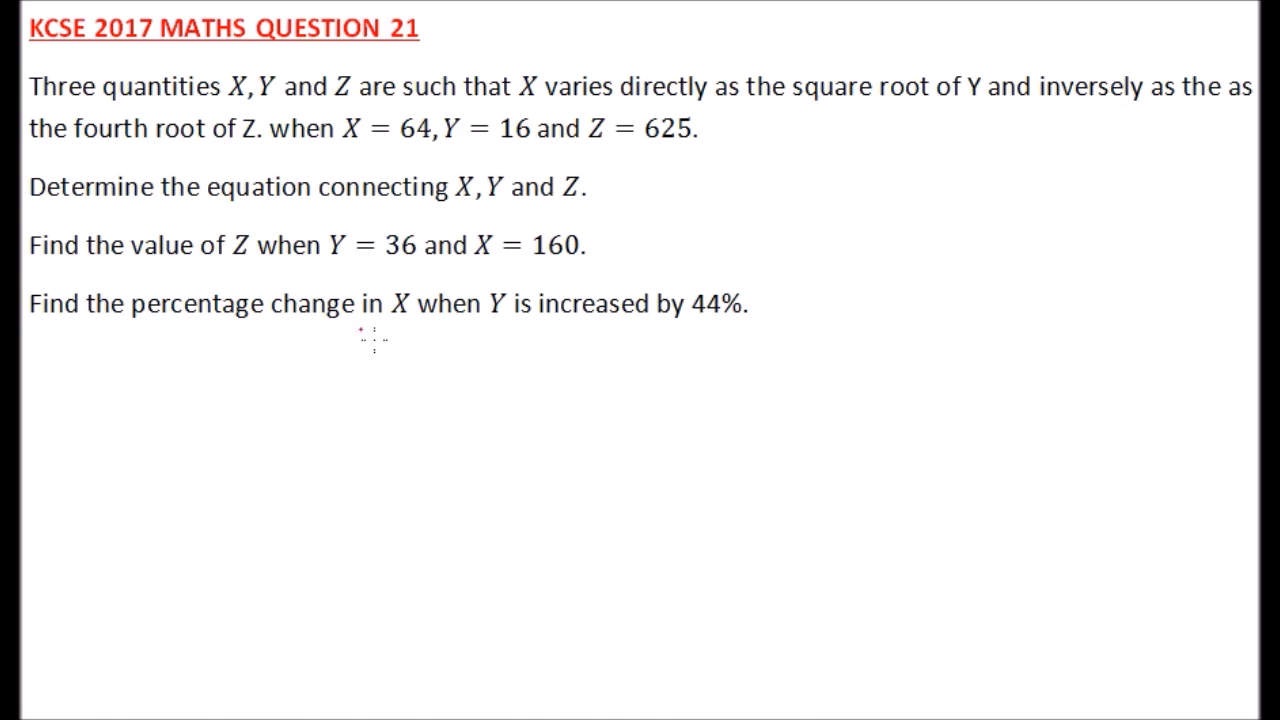 KCSE 2017 MATHS QUESTION 21
Three quantities X, Y and Z are such that X varies directly as the square root of Y and inversely as the as
the fourth root of Z. when X = 64, Y = 16 and Z = 625.
Determine the equation connecting X, Y and Z.
Find the value of Z when Y = 36 and X = 160.
Find the percentage change in X when Y is increased by 44%.